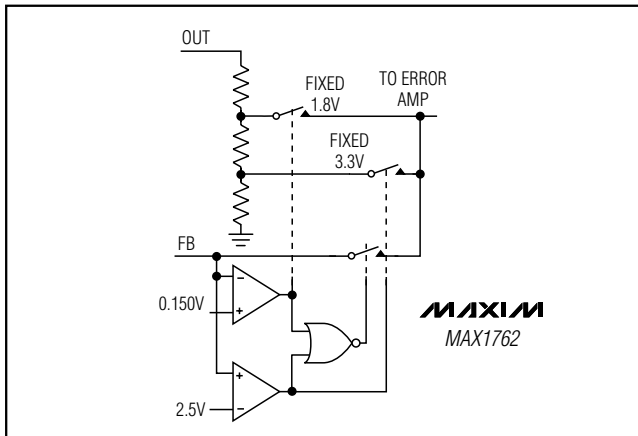 OUT
FIXED
1.8V
TO ERROR
AMP
FIXED
3.3V
FB
0.150V
2.5V
- 
+
+
-
MAXIM
MAX1762